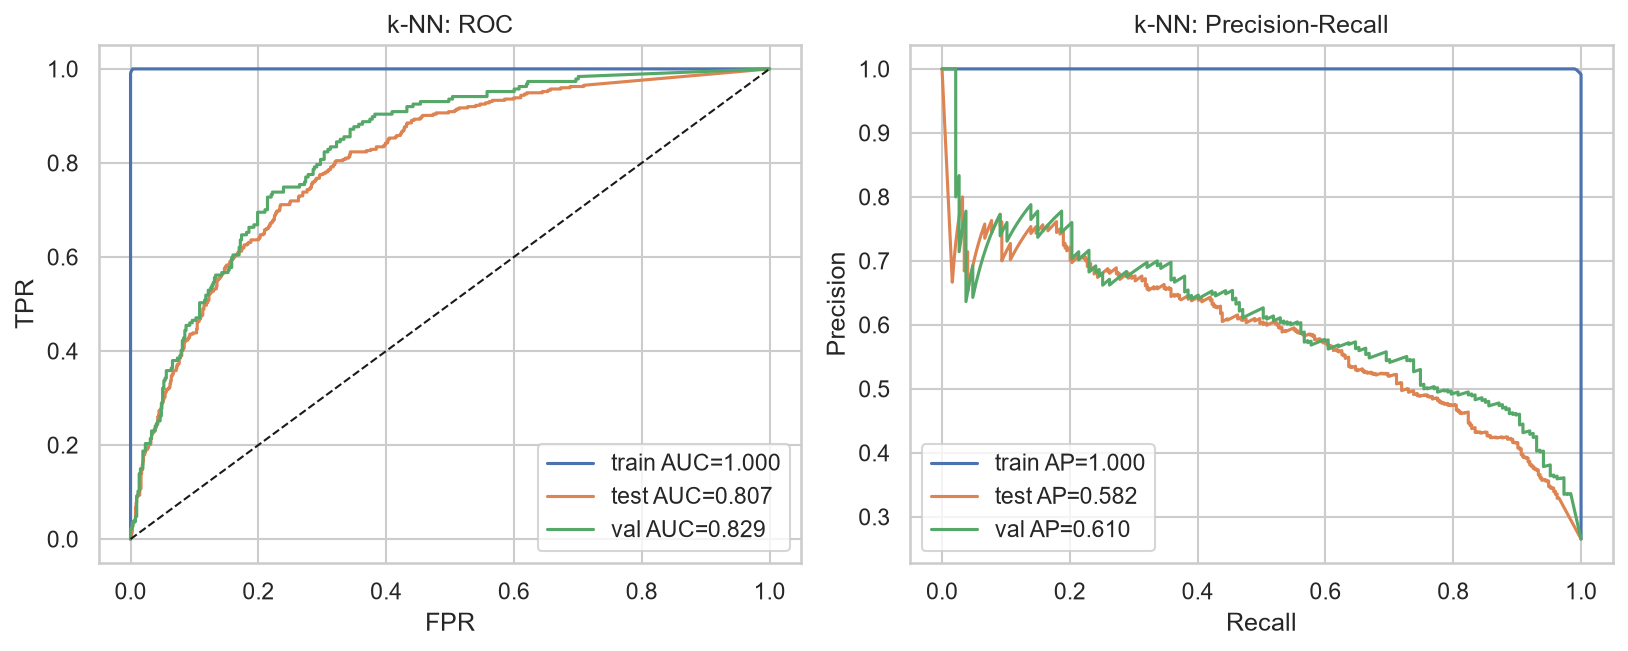 k-NN: ROC
TPR
1.0
0.8
0.6
0.4
0.2
0.0
0.0 0.2 0.4 0.6 0.8 1.0
FPR
train AUC=1.000
test AUC=0.807
val AUC=0.829
k-NN: Precision-Recall
Precision
1.0
0.9
0.8
0.7
0.6
0.5
0.4
0.3
0.0 0.2 0.4 0.6 0.8 1.0
Recall
train AP=1.000
test AP=0.582
val AP=0.610